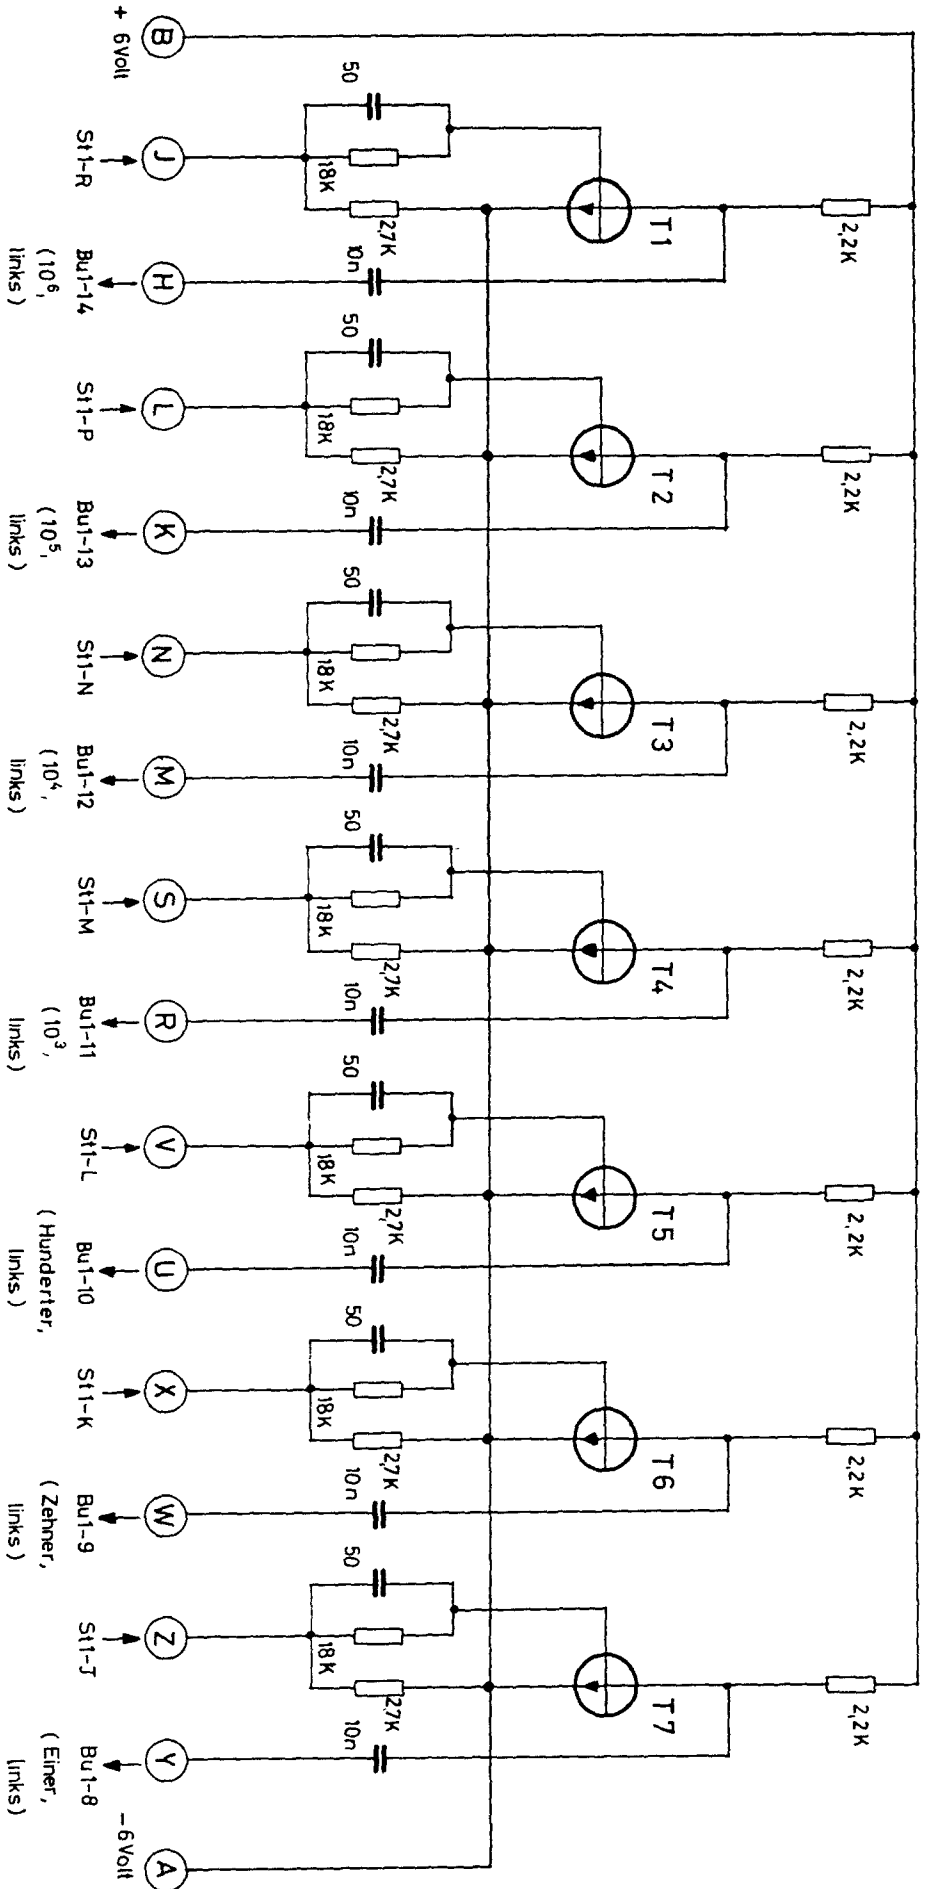 B
+ 6Volt
50
St1-R
J
18K
2,7K
T1
2,2K
10n
H
Bu1-14
(10⁶,
links)
50
St1-P
L
18K
2,7K
T2
2,2K
10n
K
Bu1-13
(10⁵,
links)
50
St1-N
N
18K
2,7K
T3
2,2K
10n
M
Bu1-12
(10⁴,
links)
50
St1-M
S
18K
2,7K
T4
2,2K
10n
R
Bu1-11
(10³,
links)
50
St1-L
V
18K
2,7K
T5
2,2K
10n
U
Bu1-10
(Hunderter,
links)
50
St1-K
X
18K
2,7K
T6
2,2K
10n
W
Bu1-9
(Zehner,
links)
50
St1-J
Z
18K
27K
T7
2,2K
10n
Y
Bu1-8
(Einer,
links)
-6Volt
A